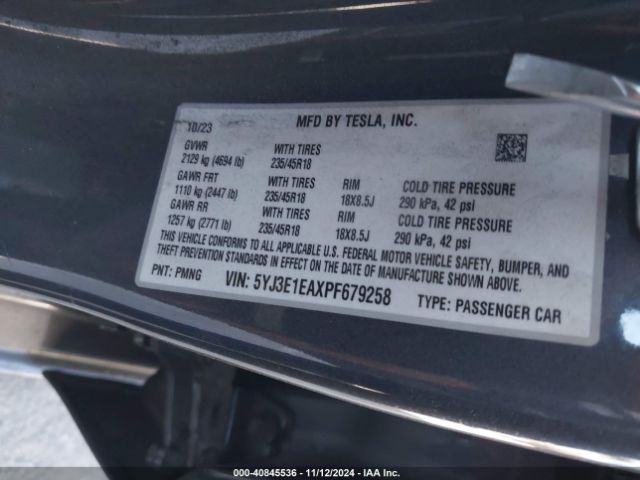 10/23 MFD BY TESLA, INC.
GVWR WITH TIRES
2129 kg (4694 lb) 235/45R18
GAWR FRT WITH TIRES RIM COLD TIRE PRESSURE
1110 kg (2447 lb) 235/45R18 18X8.5J 290 kPa, 42 psi
GAWR RR WITH TIRES RIM COLD TIRE PRESSURE
1257 kg (2771 lb) 235/45R18 18X8.5J 290 kPa, 42 psi
THIS VEHICLE CONFORMS TO ALL APPLICABLE U.S. FEDERAL MOTOR VEHICLE SAFETY, BUMPER, AND
THEFT PREVENTION STANDARDS IN EFFECT ON THE DATE OF MANUFACTURE SHOWN ABOVE.
PNT: PMNG VIN: 5YJ3E1EAXPF679258 TYPE: PASSENGER CAR
000-40845536 - 11/12/2024 - IAA Inc.